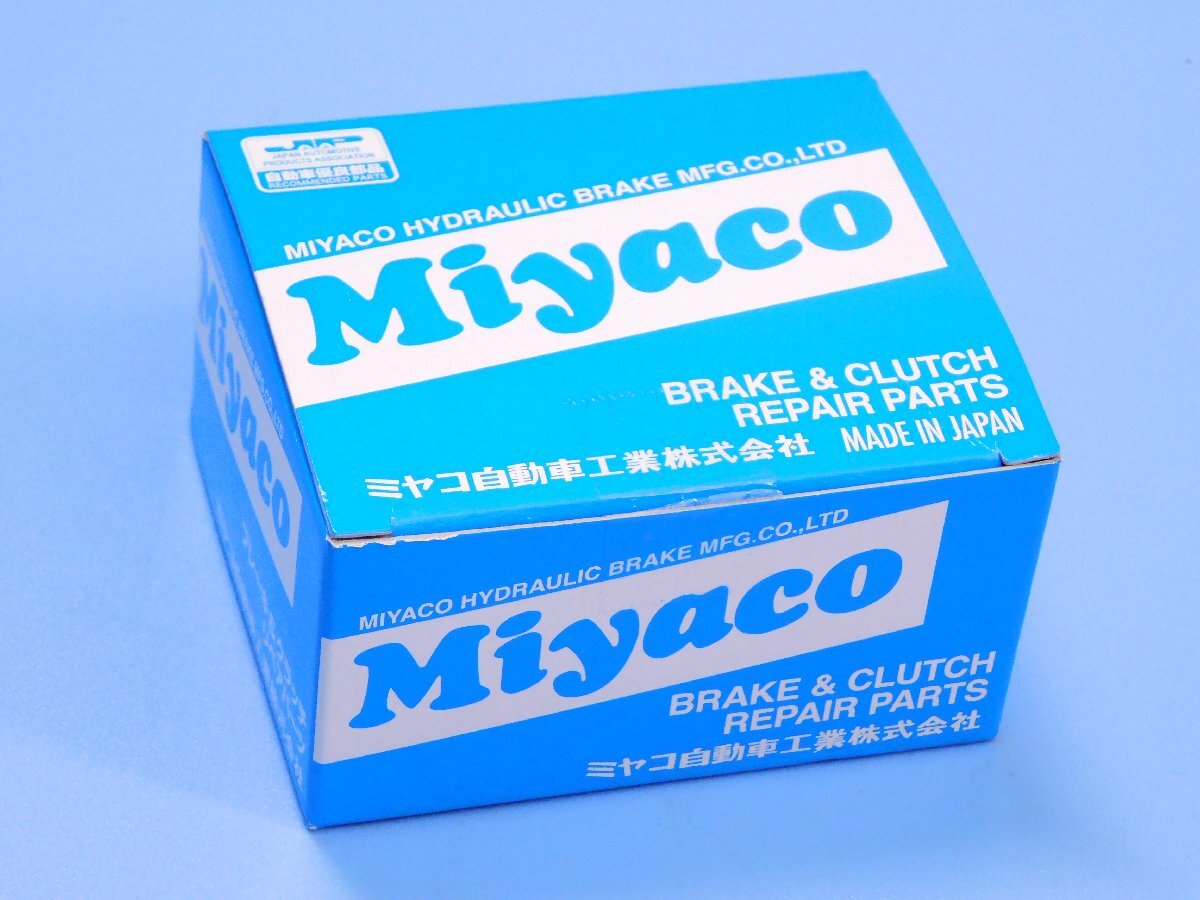 JAPAN AUTOMOTIVE
PRODUCTS ASSOCIATION
自動車優良部品
RECOMMENDED PARTS
MIYACO HYDRAULIC BRAKE MFG.CO.,LTD
Miyaco
BRAKE & CLUTCH
REPAIR PARTS
ミヤコ自動車工業株式会社 MADE IN JAPAN
MIYACO HYDRAULIC BRAKE MFG.CO.,LTD
Miyaco
BRAKE & CLUTCH
REPAIR PARTS
ミヤコ自動車工業株式会社
Miyaco